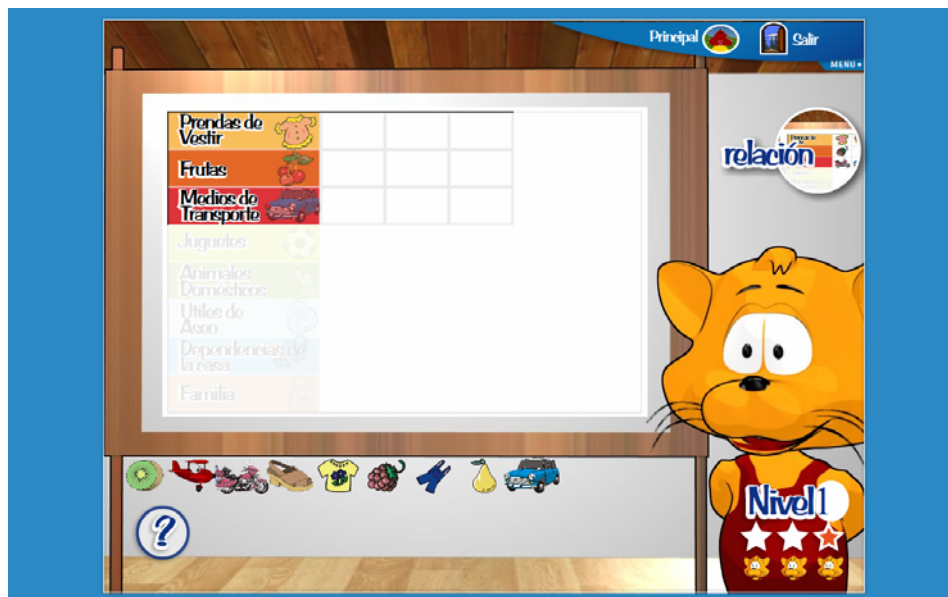 Principal
Salir
MENU
Prendas de
Vestir
relación
Frutas
Medios de
Transporte
Juguetes
Animales
Domésticos
Utiles de
Aseo
Dependencias de
la casa
Familia
?
Nivel 1